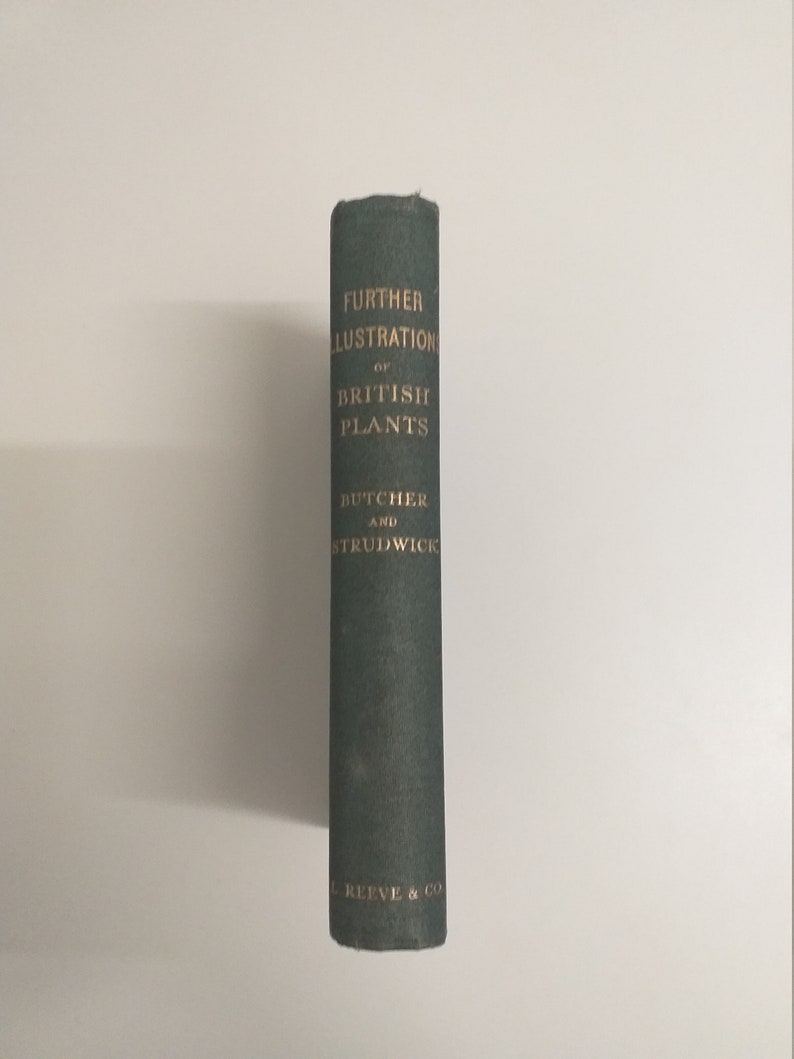 FURTHER
ILLUSTRATIONS
OF
BRITISH
PLANTS
BUTCHER
AND
STRUDWICK
L. REEVE & CO.